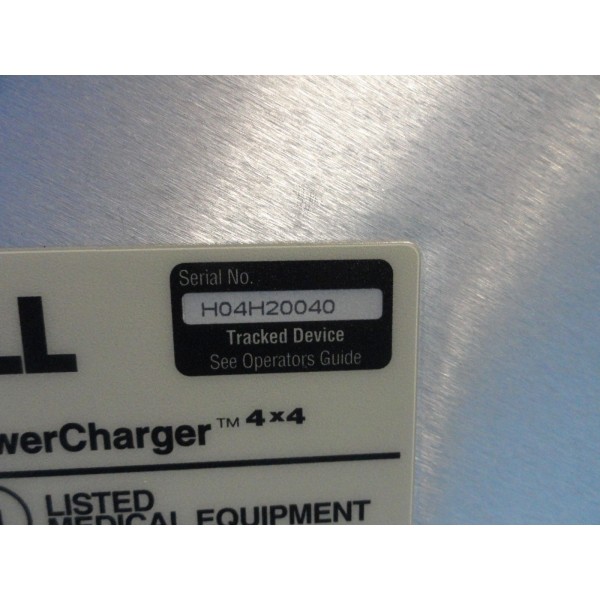 Serial No.
H04H20040
Tracked Device
See Operators Guide
LL
werCharger™ 4x4
LISTED
MEDICAL EQUIPMENT